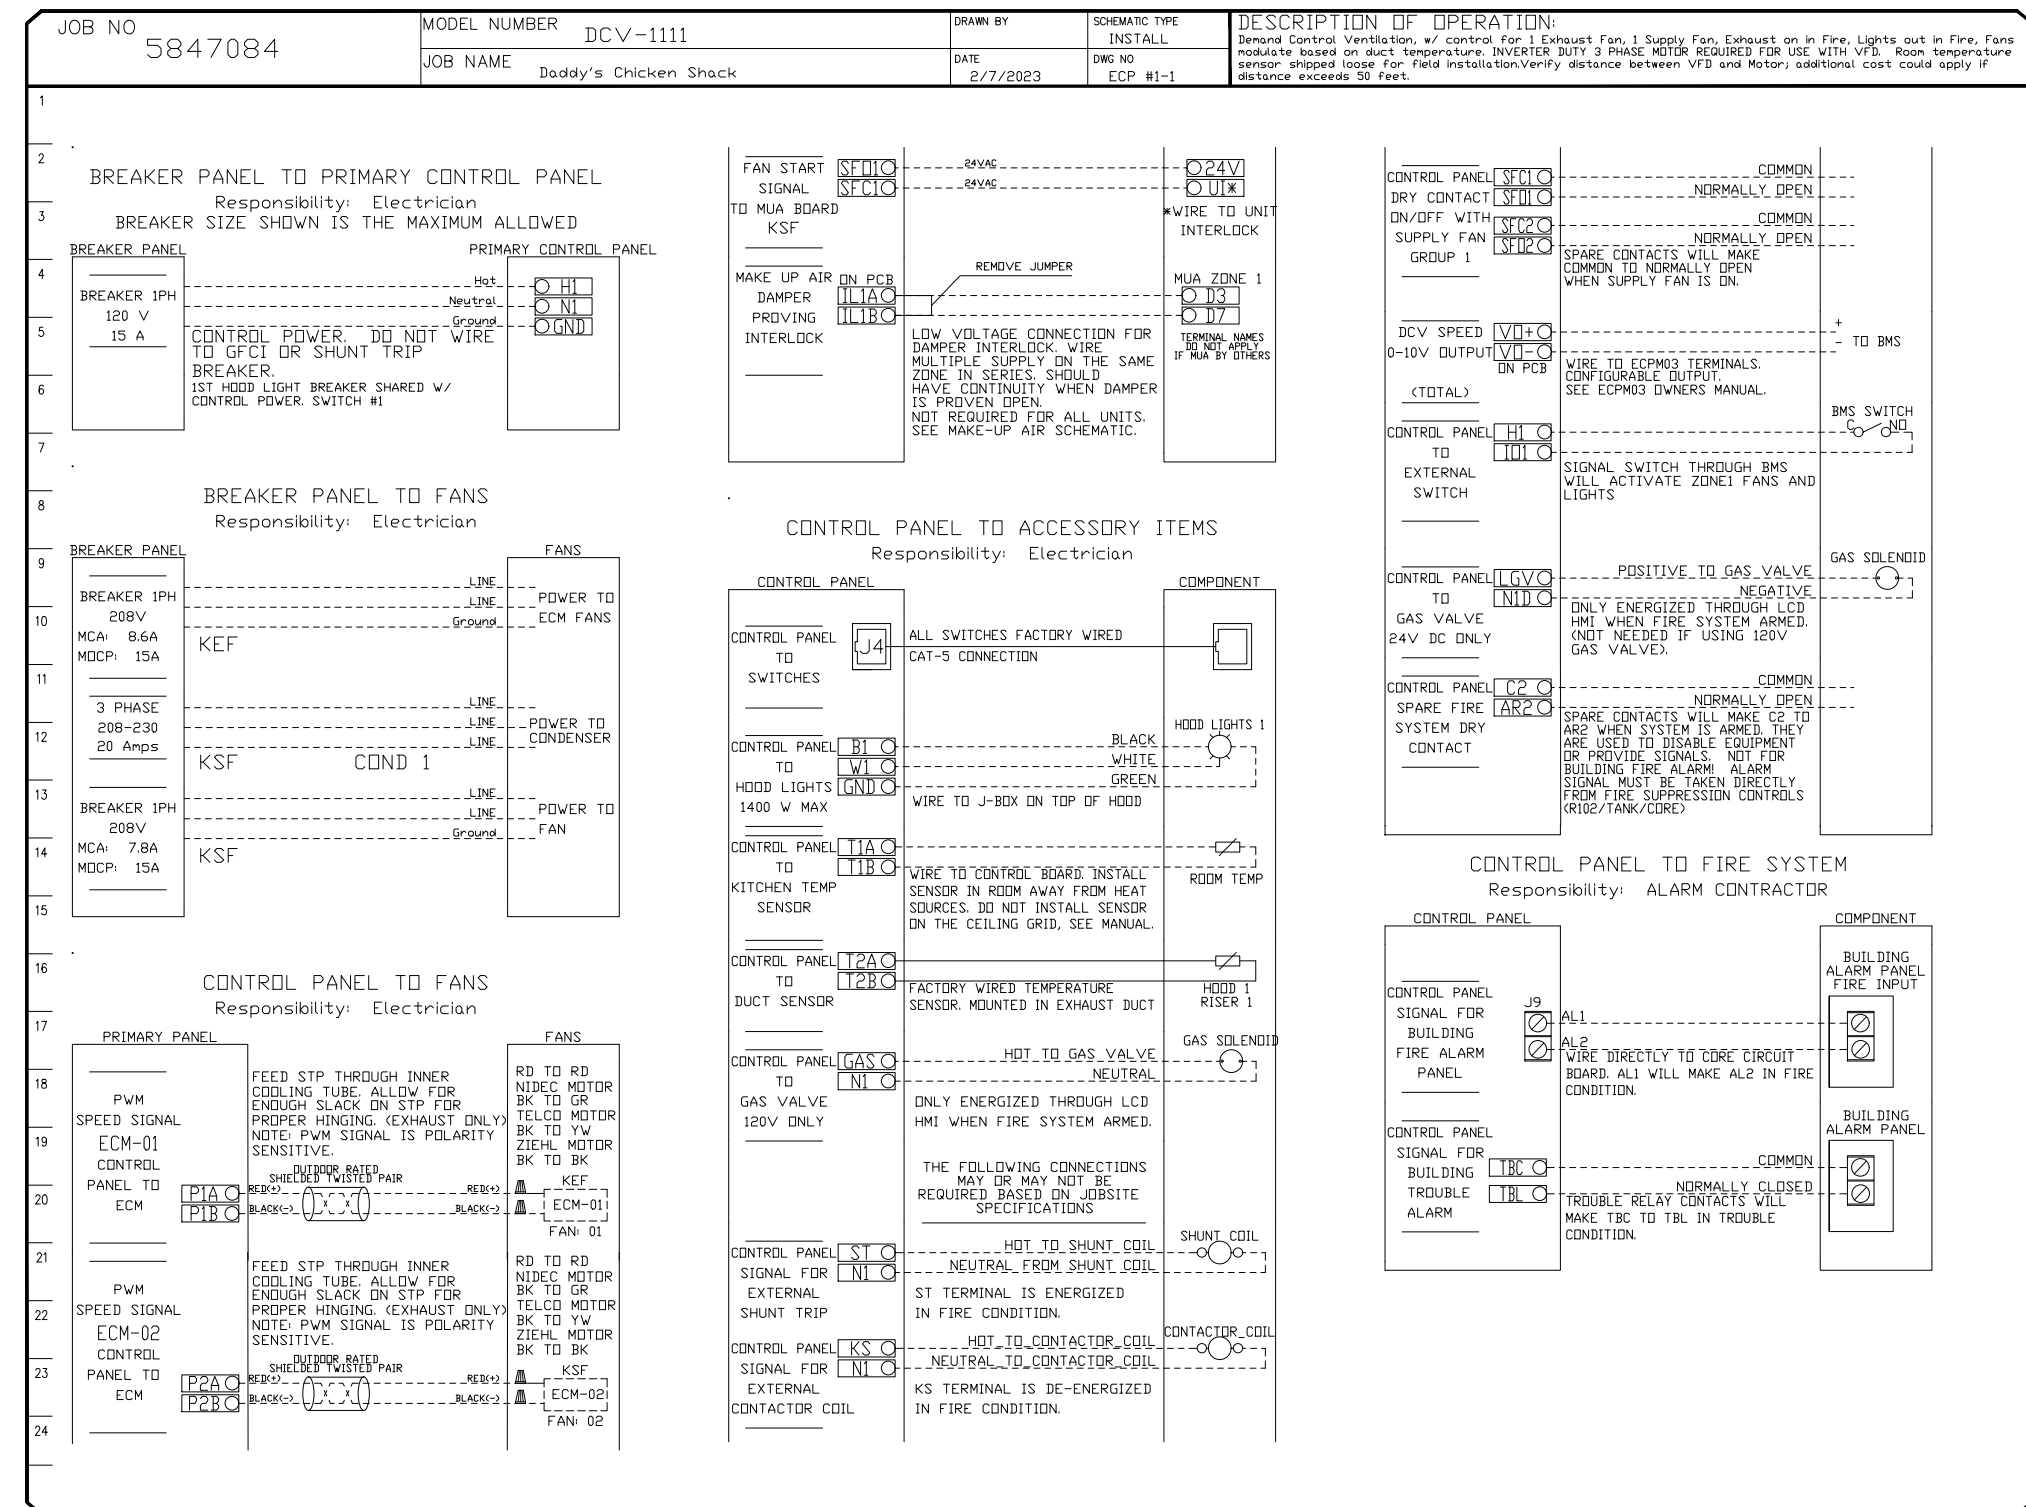 JOB NO
5847084
MODEL NUMBER
DCV-1111
JOB NAME
Daddy's Chicken Shack
DRAWN BY
DATE
2/7/2023
SCHEMATIC TYPE
INSTALL
DWG NO
ECP #1-1
DESCRIPTION OF OPERATION:
Demand Control Ventilation, w/ control for 1 Exhaust Fan, 1 Supply Fan, Exhaust on in Fire, Lights out in Fire, Fans
modulate based on duct temperature. INVERTER DUTY 3 PHASE MOTOR REQUIRED FOR USE WITH VFD. Room temperature
sensor shipped loose for field installation.Verify distance between VFD and Motor; additional cost could apply if
distance exceeds 50 feet.
1
2
3
4
5
6
7
8
9
10
11
12
13
14
15
16
17
18
19
20
21
22
23
24
BREAKER PANEL TO PRIMARY CONTROL PANEL
Responsibility: Electrician
BREAKER SIZE SHOWN IS THE MAXIMUM ALLOWED
BREAKER PANEL
PRIMARY CONTROL PANEL
BREAKER 1PH
120 V
15 A
Hot
Neutral
Ground
H1
N1
GND
CONTROL POWER. DO NOT WIRE
TO GFCI OR SHUNT TRIP
BREAKER.
1ST HOOD LIGHT BREAKER SHARED W/
CONTROL POWER. SWITCH #1
BREAKER PANEL TO FANS
Responsibility: Electrician
BREAKER PANEL
FANS
BREAKER 1PH
208V
MCA: 8.6A
MOCP: 15A
LINE
LINE
Ground
KEF
POWER TO
ECM FANS
3 PHASE
208-230
20 Amps
LINE
LINE
LINE
KSF
COND 1
POWER TO
CONDENSER
BREAKER 1PH
208V
MCA: 7.8A
MOCP: 15A
LINE
LINE
Ground
KSF
POWER TO
FAN
CONTROL PANEL TO FANS
Responsibility: Electrician
PRIMARY PANEL
FANS
PWM
SPEED SIGNAL
ECM-01
CONTROL
PANEL TO
ECM
P1A
P1B
FEED STP THROUGH INNER
COOLING TUBE. ALLOW FOR
ENOUGH SLACK ON STP FOR
PROPER HINGING. (EXHAUST ONLY)
NOTE: PWM SIGNAL IS POLARITY
SENSITIVE.
OUTDOOR RATED
SHIELDED TWISTED PAIR
RED(+)
BLACK(-)
x x
RED(+)
BLACK(-)
RD TO RD
NIDEC MOTOR
BK TO GR
TELCO MOTOR
BK TO YW
ZIEHL MOTOR
BK TO BK
KEF
ECM-01
FAN: 01
PWM
SPEED SIGNAL
ECM-02
CONTROL
PANEL TO
ECM
P2A
P2B
FEED STP THROUGH INNER
COOLING TUBE. ALLOW FOR
ENOUGH SLACK ON STP FOR
PROPER HINGING. (EXHAUST ONLY)
NOTE: PWM SIGNAL IS POLARITY
SENSITIVE.
OUTDOOR RATED
SHIELDED TWISTED PAIR
RED(+)
BLACK(-)
x x
RED(+)
BLACK(-)
RD TO RD
NIDEC MOTOR
BK TO GR
TELCO MOTOR
BK TO YW
ZIEHL MOTOR
BK TO BK
KSF
ECM-02
FAN: 02
FAN START
SIGNAL
TO MUA BOARD
KSF
SFO1
SFC1
24VAC
24VAC
24V
UI*
*WIRE TO UNIT
INTERLOCK
MAKE UP AIR
DAMPER
PROVING
INTERLOCK
ON PCB
IL1A
IL1B
REMOVE JUMPER
MUA ZONE 1
D3
D7
TERMINAL NAMES
DO NOT APPLY
IF MUA BY OTHERS
LOW VOLTAGE CONNECTION FOR
DAMPER INTERLOCK. WIRE
MULTIPLE SUPPLY ON THE SAME
ZONE IN SERIES. SHOULD
HAVE CONTINUITY WHEN DAMPER
IS PROVEN OPEN.
NOT REQUIRED FOR ALL UNITS.
SEE MAKE-UP AIR SCHEMATIC.
CONTROL PANEL TO ACCESSORY ITEMS
Responsibility: Electrician
CONTROL PANEL
COMPONENT
CONTROL PANEL
TO
SWITCHES
J4
ALL SWITCHES FACTORY WIRED
CAT-5 CONNECTION
CONTROL PANEL
TO
HOOD LIGHTS
1400 W MAX
B1
W1
GND
BLACK
WHITE
GREEN
HOOD LIGHTS 1
WIRE TO J-BOX ON TOP OF HOOD
CONTROL PANEL
TO
KITCHEN TEMP
SENSOR
T1A
T1B
ROOM TEMP
WIRE TO CONTROL BOARD. INSTALL
SENSOR IN ROOM AWAY FROM HEAT
SOURCES. DO NOT INSTALL SENSOR
ON THE CEILING GRID, SEE MANUAL.
CONTROL PANEL
TO
DUCT SENSOR
T2A
T2B
FACTORY WIRED TEMPERATURE
SENSOR. MOUNTED IN EXHAUST DUCT
HOOD 1
RISER 1
CONTROL PANEL
TO
GAS VALVE
120V ONLY
GAS
N1
HOT TO GAS VALVE
NEUTRAL
GAS SOLENOID
ONLY ENERGIZED THROUGH LCD
HMI WHEN FIRE SYSTEM ARMED.
THE FOLLOWING CONNECTIONS
MAY OR MAY NOT BE
REQUIRED BASED ON JOBSITE
SPECIFICATIONS
CONTROL PANEL
SIGNAL FOR
EXTERNAL
SHUNT TRIP
ST
N1
HOT TO SHUNT COIL
NEUTRAL FROM SHUNT COIL
SHUNT COIL
ST TERMINAL IS ENERGIZED
IN FIRE CONDITION.
CONTROL PANEL
SIGNAL FOR
EXTERNAL
CONTACTOR COIL
KS
N1
HOT_TO_CONTACTOR_COIL
NEUTRAL_TO_CONTACTOR_COIL
CONTACTOR_COIL
KS TERMINAL IS DE-ENERGIZED
IN FIRE CONDITION.
CONTROL PANEL
DRY CONTACT
ON/OFF WITH
SUPPLY FAN
GROUP 1
SFC1
SFO1
SFC2
SFO2
COMMON
NORMALLY OPEN
COMMON
NORMALLY OPEN
SPARE CONTACTS WILL MAKE
COMMON TO NORMALLY OPEN
WHEN SUPPLY FAN IS ON.
DCV SPEED
0-10V OUTPUT
(TOTAL)
VO+
VO-
ON PCB
+
- TO BMS
WIRE TO ECPM03 TERMINALS.
CONFIGURABLE OUTPUT.
SEE ECPM03 OWNERS MANUAL.
CONTROL PANEL
TO
EXTERNAL
SWITCH
H1
IO1
BMS SWITCH
C NO
SIGNAL SWITCH THROUGH BMS
WILL ACTIVATE ZONE1 FANS AND
LIGHTS
CONTROL PANEL
TO
GAS VALVE
24V DC ONLY
LGV
N1D
POSITIVE TO GAS VALVE
NEGATIVE
GAS SOLENOID
ONLY ENERGIZED THROUGH LCD
HMI WHEN FIRE SYSTEM ARMED.
(NOT NEEDED IF USING 120V
GAS VALVE).
CONTROL PANEL
SPARE FIRE
SYSTEM DRY
CONTACT
C2
AR2
COMMON
NORMALLY OPEN
SPARE CONTACTS WILL MAKE C2 TO
AR2 WHEN SYSTEM IS ARMED. THEY
ARE USED TO DISABLE EQUIPMENT
OR PROVIDE SIGNALS. NOT FOR
BUILDING FIRE ALARM! ALARM
SIGNAL MUST BE TAKEN DIRECTLY
FROM FIRE SUPPRESSION CONTROLS
(R102/TANK/CORE)
CONTROL PANEL TO FIRE SYSTEM
Responsibility: ALARM CONTRACTOR
CONTROL PANEL
COMPONENT
CONTROL PANEL
SIGNAL FOR
BUILDING
FIRE ALARM
PANEL
J9
AL1
AL2
BUILDING
ALARM PANEL
FIRE INPUT
WIRE DIRECTLY TO CORE CIRCUIT
BOARD. AL1 WILL MAKE AL2 IN FIRE
CONDITION.
CONTROL PANEL
SIGNAL FOR
BUILDING
TROUBLE
ALARM
TBC
TBL
COMMON
NORMALLY CLOSED
BUILDING
ALARM PANEL
TROUBLE RELAY CONTACTS WILL
MAKE TBC TO TBL IN TROUBLE
CONDITION.